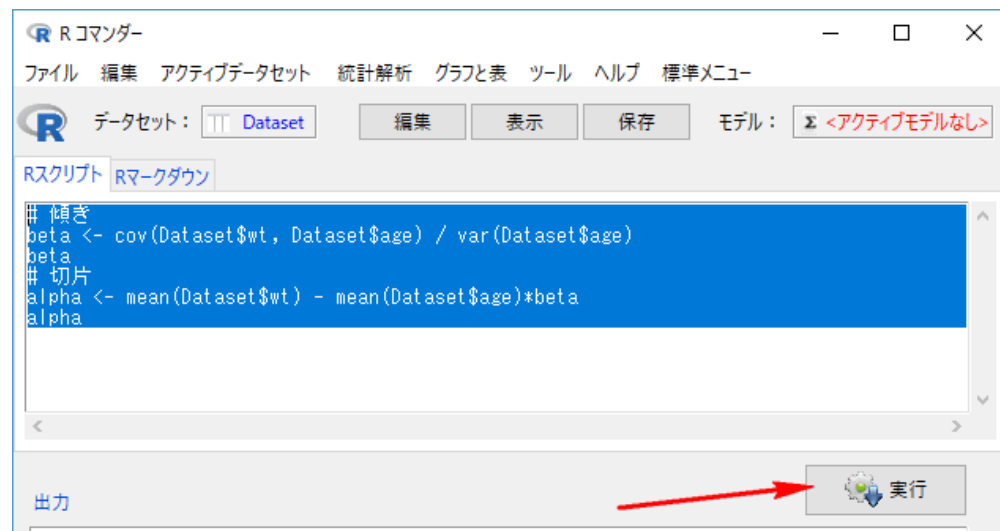 R コマンダー
ファイル 編集 アクティブデータセット 統計解析 グラフと表 ツール ヘルプ 標準メニュー
データセット： Dataset 編集 表示 保存 モデル： Σ <アクティブモデルなし>
Rスクリプト Rマークダウン
# 傾き
beta <- cov(Dataset$wt, Dataset$age) / var(Dataset$age)
beta
# 切片
alpha <- mean(Dataset$wt) - mean(Dataset$age)*beta
alpha
実行
出力